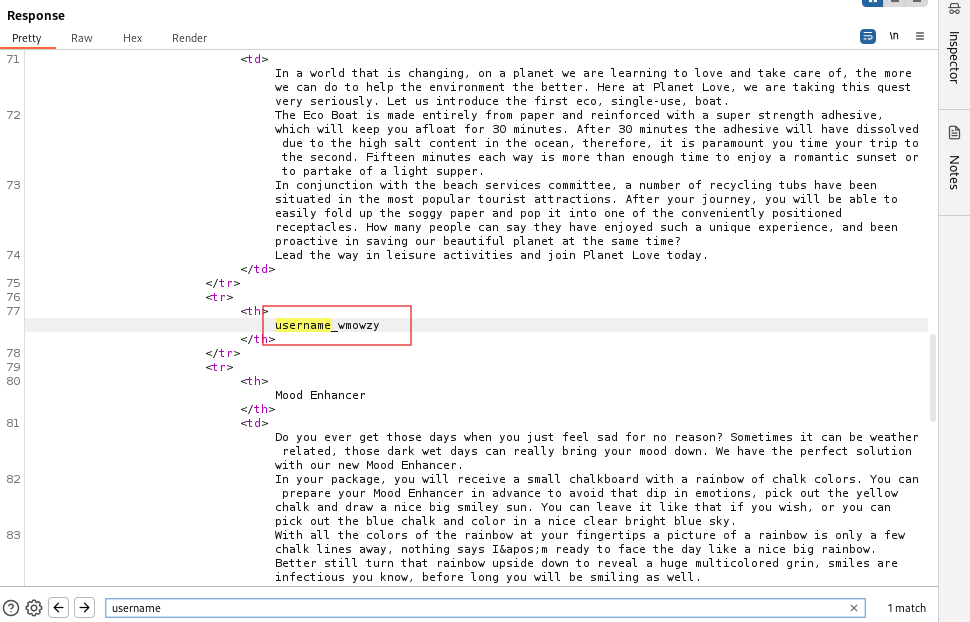 Response
Pretty Raw Hex Render \n
Inspector
Notes
71 <td>
In a world that is changing, on a planet we are learning to love and take care of, the more
we can do to help the environment the better. Here at Planet Love, we are taking this quest
very seriously. Let us introduce the first eco, single-use, boat.
72 The Eco Boat is made entirely from paper and reinforced with a super strength adhesive,
which will keep you afloat for 30 minutes. After 30 minutes the adhesive will have dissolved
due to the high salt content in the ocean, therefore, it is paramount you time your trip to
the second. Fifteen minutes each way is more than enough time to enjoy a romantic sunset or
to partake of a light supper.
73 In conjunction with the beach services committee, a number of recycling tubs have been
situated in the most popular tourist attractions. After your journey, you will be able to
easily fold up the soggy paper and pop it into one of the conveniently positioned
receptacles. How many people can say they have enjoyed such a unique experience, and been
proactive in saving our beautiful planet at the same time?
74 Lead the way in leisure activities and join Planet Love today.
</td>
75 </tr>
76 <tr>
77 <th>
username_wmowzy
</th>
78 </tr>
79 <tr>
80 <th>
Mood Enhancer
</th>
81 <td>
Do you ever get those days when you just feel sad for no reason? Sometimes it can be weather
related, those dark wet days can really bring your mood down. We have the perfect solution
with our new Mood Enhancer.
82 In your package, you will receive a small chalkboard with a rainbow of chalk colors. You can
prepare your Mood Enhancer in advance to avoid that dip in emotions, pick out the yellow
chalk and draw a nice big smiley sun. You can leave it like that if you wish, or you can
pick out the blue chalk and color in a nice clear bright blue sky.
83 With all the colors of the rainbow at your fingertips a picture of a rainbow is only a few
chalk lines away, nothing says I&apos;m ready to face the day like a nice big rainbow.
Better still turn that rainbow upside down to reveal a huge multicolored grin, smiles are
infectious you know, before long you will be smiling as well.
username 1 match